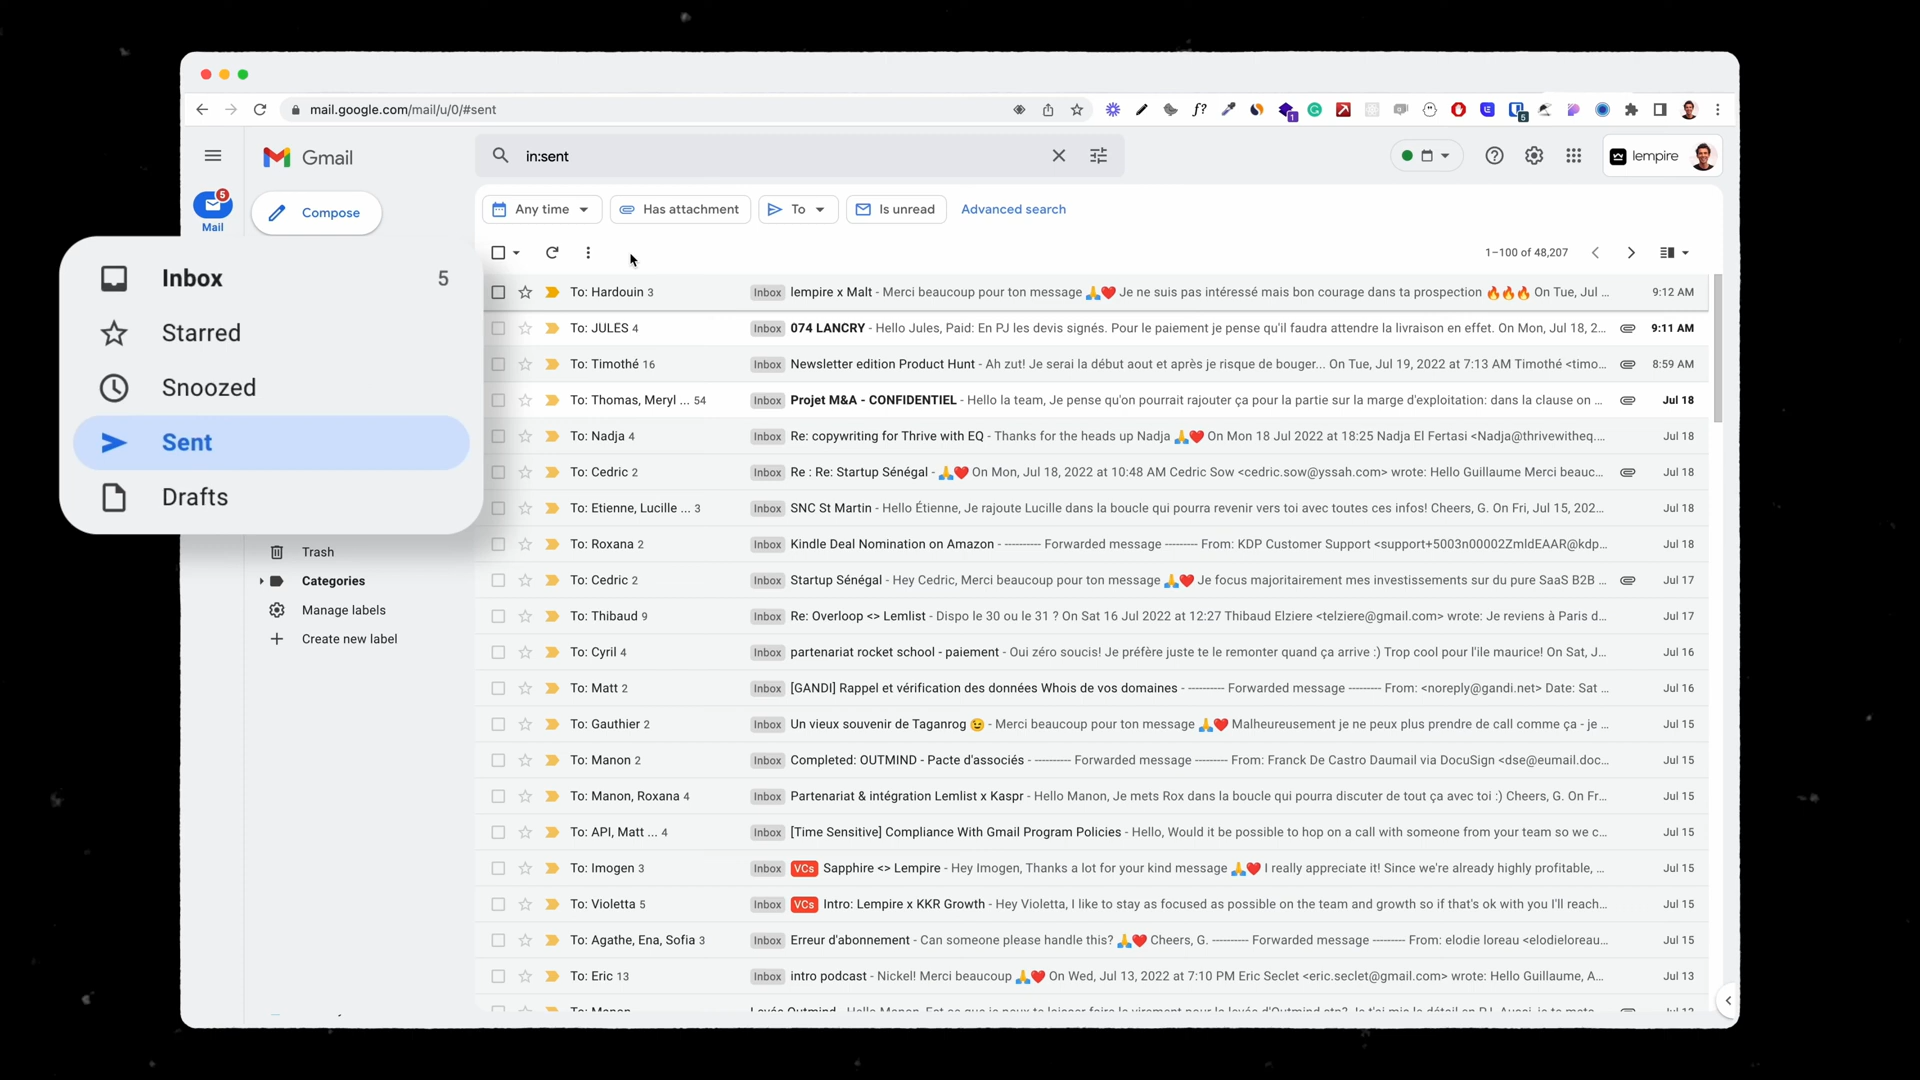 mail.google.com/mail/u/0/#sent
f?
1
5
Gmail
in:sent
lempire
5
Mail
Compose
Any time
Has attachment
To
Is unread
Advanced search
1–100 of 48,207
Inbox 5
Starred
Snoozed
Sent
Drafts
Trash
Categories
Manage labels
Create new label
To: Hardouin 3 Inbox lempire x Malt - Merci beaucoup pour ton message 🙏❤️ Je ne suis pas intéressé mais bon courage dans ta prospection 🔥🔥🔥 On Tue, Jul ... 9:12 AM
To: JULES 4 Inbox 074 LANCRY - Hello Jules, Paid: En PJ les devis signés. Pour le paiement je pense qu'il faudra attendre la livraison en effet. On Mon, Jul 18, 2... 9:11 AM
To: Timothé 16 Inbox Newsletter edition Product Hunt - Ah zut! Je serai la début aout et après je risque de bouger... On Tue, Jul 19, 2022 at 7:13 AM Timothé <timo... 8:59 AM
To: Thomas, Meryl ... 54 Inbox Projet M&A - CONFIDENTIEL - Hello la team, Je pense qu'on pourrait rajouter ça pour la partie sur la marge d'exploitation: dans la clause on ... Jul 18
To: Nadja 4 Inbox Re: copywriting for Thrive with EQ - Thanks for the heads up Nadja 🙏❤️ On Mon 18 Jul 2022 at 18:25 Nadja El Fertasi <Nadja@thrivewitheq.... Jul 18
To: Cedric 2 Inbox Re : Re: Startup Sénégal - 🙏❤️ On Mon, Jul 18, 2022 at 10:48 AM Cedric Sow <cedric.sow@yssah.com> wrote: Hello Guillaume Merci beauc... Jul 18
To: Etienne, Lucille ... 3 Inbox SNC St Martin - Hello Étienne, Je rajoute Lucille dans la boucle qui pourra revenir vers toi avec toutes ces infos! Cheers, G. On Fri, Jul 15, 202... Jul 18
To: Roxana 2 Inbox Kindle Deal Nomination on Amazon - ---------- Forwarded message --------- From: KDP Customer Support <support+5003n00002ZmIdEAAR@kdp... Jul 18
To: Cedric 2 Inbox Startup Sénégal - Hey Cedric, Merci beaucoup pour ton message 🙏❤️ Je focus majoritairement mes investissements sur du pure SaaS B2B ... Jul 17
To: Thibaud 9 Inbox Re: Overloop <> Lemlist - Dispo le 30 ou le 31 ? On Sat 16 Jul 2022 at 12:27 Thibaud Elziere <telziere@gmail.com> wrote: Je reviens à Paris d... Jul 17
To: Cyril 4 Inbox partenariat rocket school - paiement - Oui zéro soucis! Je préfère juste te le remonter quand ça arrive :) Trop cool pour l'ile maurice! On Sat, J... Jul 16
To: Matt 2 Inbox [GANDI] Rappel et vérification des données Whois de vos domaines - ---------- Forwarded message --------- From: <noreply@gandi.net> Date: Sat ... Jul 16
To: Gauthier 2 Inbox Un vieux souvenir de Taganrog 😉 - Merci beaucoup pour ton message 🙏❤️ Malheureusement je ne peux plus prendre de call comme ça - je ... Jul 15
To: Manon 2 Inbox Completed: OUTMIND - Pacte d'associés - ---------- Forwarded message --------- From: Franck De Castro Daumail via DocuSign <dse@eumail.doc... Jul 15
To: Manon, Roxana 4 Inbox Partenariat & intégration Lemlist x Kaspr - Hello Manon, Je mets Rox dans la boucle qui pourra discuter de tout ça avec toi :) Cheers, G. On Fr... Jul 15
To: API, Matt ... 4 Inbox [Time Sensitive] Compliance With Gmail Program Policies - Hello, Would it be possible to hop on a call with someone from your team so we c... Jul 15
To: Imogen 3 Inbox VCs Sapphire <> Lempire - Hey Imogen, Thanks a lot for your kind message 🙏❤️ I really appreciate it! Since we're already highly profitable, ... Jul 15
To: Violetta 5 Inbox VCs Intro: Lempire x KKR Growth - Hey Violetta, I like to stay as focused as possible on the team and growth so if that's ok with you I'll reach... Jul 15
To: Agathe, Ena, Sofia 3 Inbox Erreur d'abonnement - Can someone please handle this? 🙏❤️ Cheers, G. ---------- Forwarded message --------- From: elodie loreau <elodieloreau... Jul 15
To: Eric 13 Inbox intro podcast - Nickel! Merci beaucoup 🙏❤️ On Wed, Jul 13, 2022 at 7:10 PM Eric Seclet <eric.seclet@gmail.com> wrote: Hello Guillaume, A... Jul 13